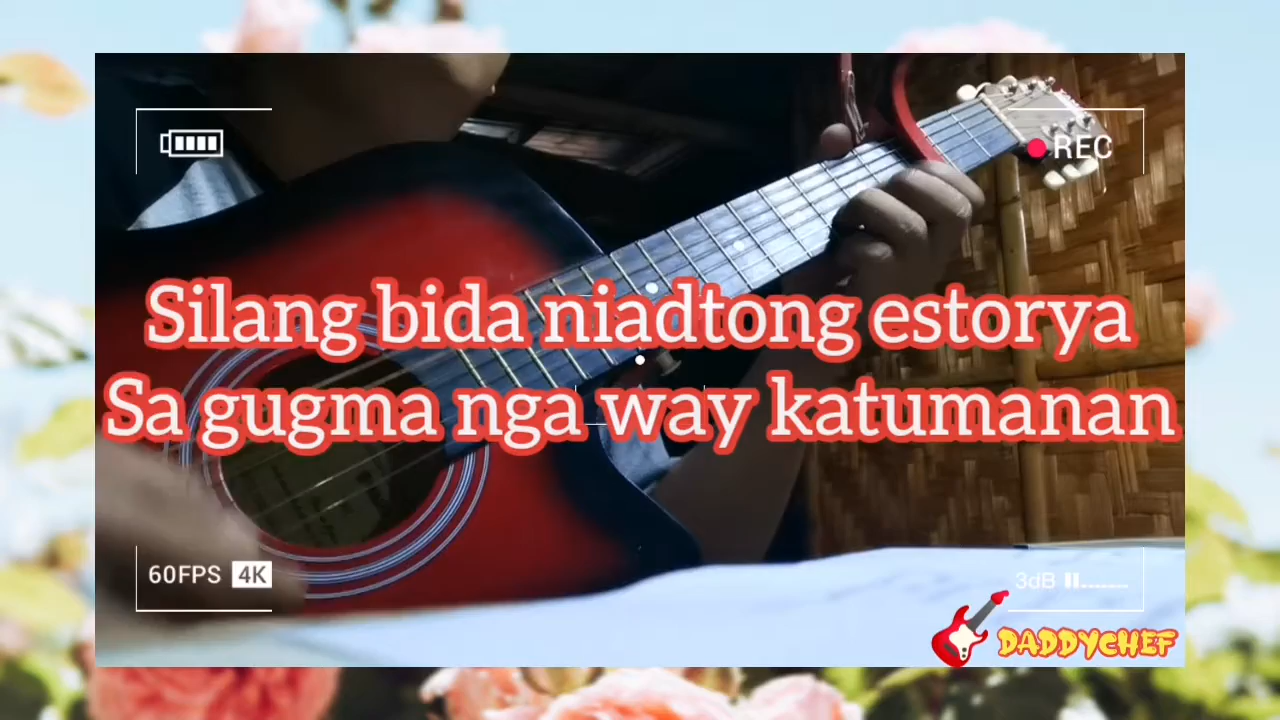 REC
Silang bida niadtong estorya
Sa gugma nga way katumanan
60FPS 4K
3dB
DADDYCHEF